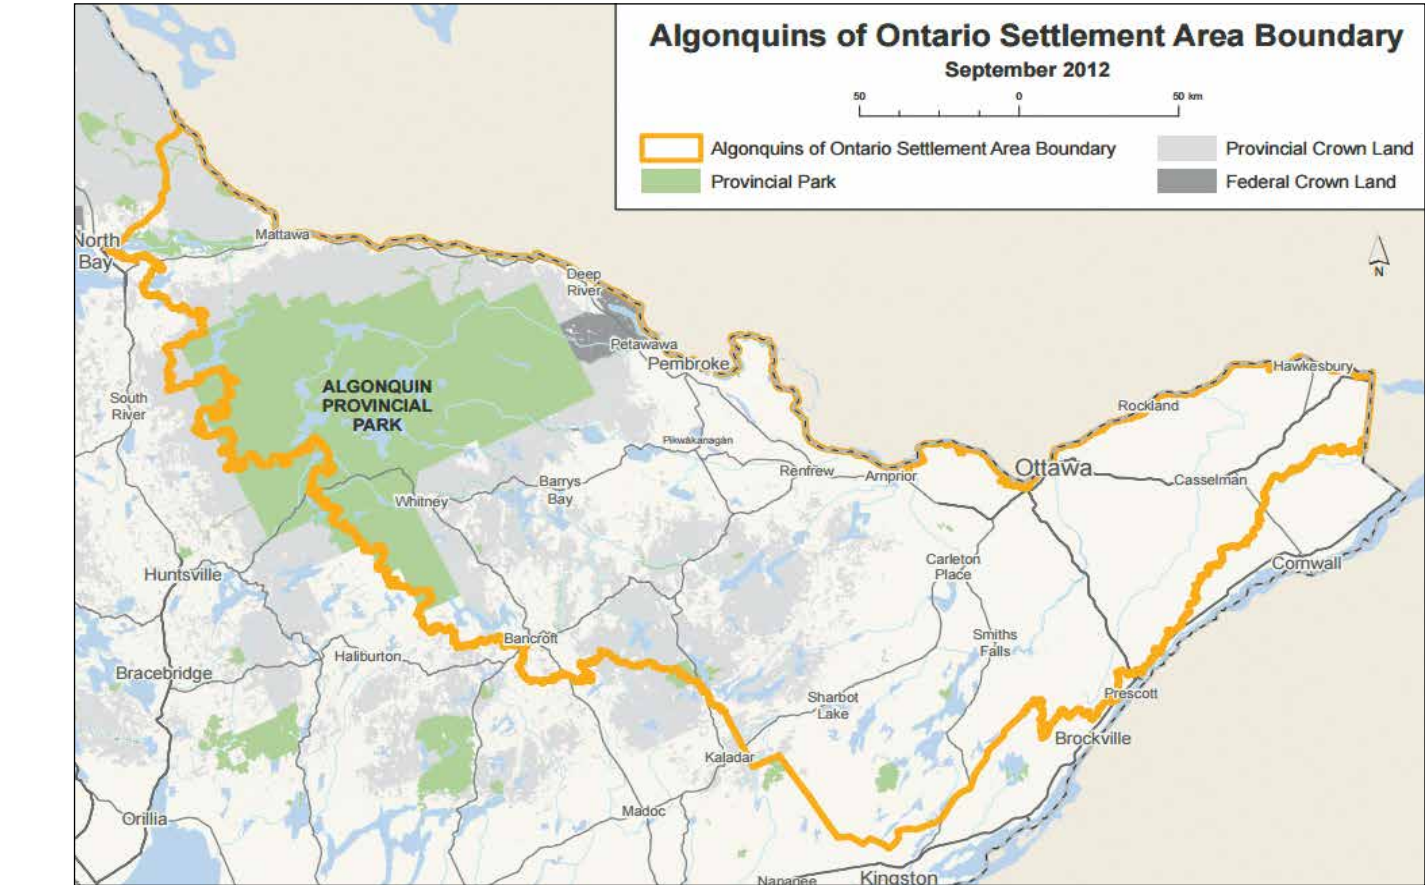 Algonquins of Ontario Settlement Area Boundary
September 2012
50 0 50 km
Algonquins of Ontario Settlement Area Boundary
Provincial Crown Land
Provincial Park
Federal Crown Land
N
North
Bay
Mattawa
Deep
River
Petawawa
Pembroke
ALGONQUIN
PROVINCIAL
PARK
South
River
Hawkesbury
Rockland
Pikwàkanagàn
Renfrew
Arnprior
Ottawa
Casselman
Barrys
Bay
Whitney
Carleton
Place
Cornwall
Huntsville
Smiths
Falls
Bancroft
Haliburton
Bracebridge
Sharbot
Lake
Prescott
Brockville
Kaladar
Madoc
Orillia
Napanee
Kingston